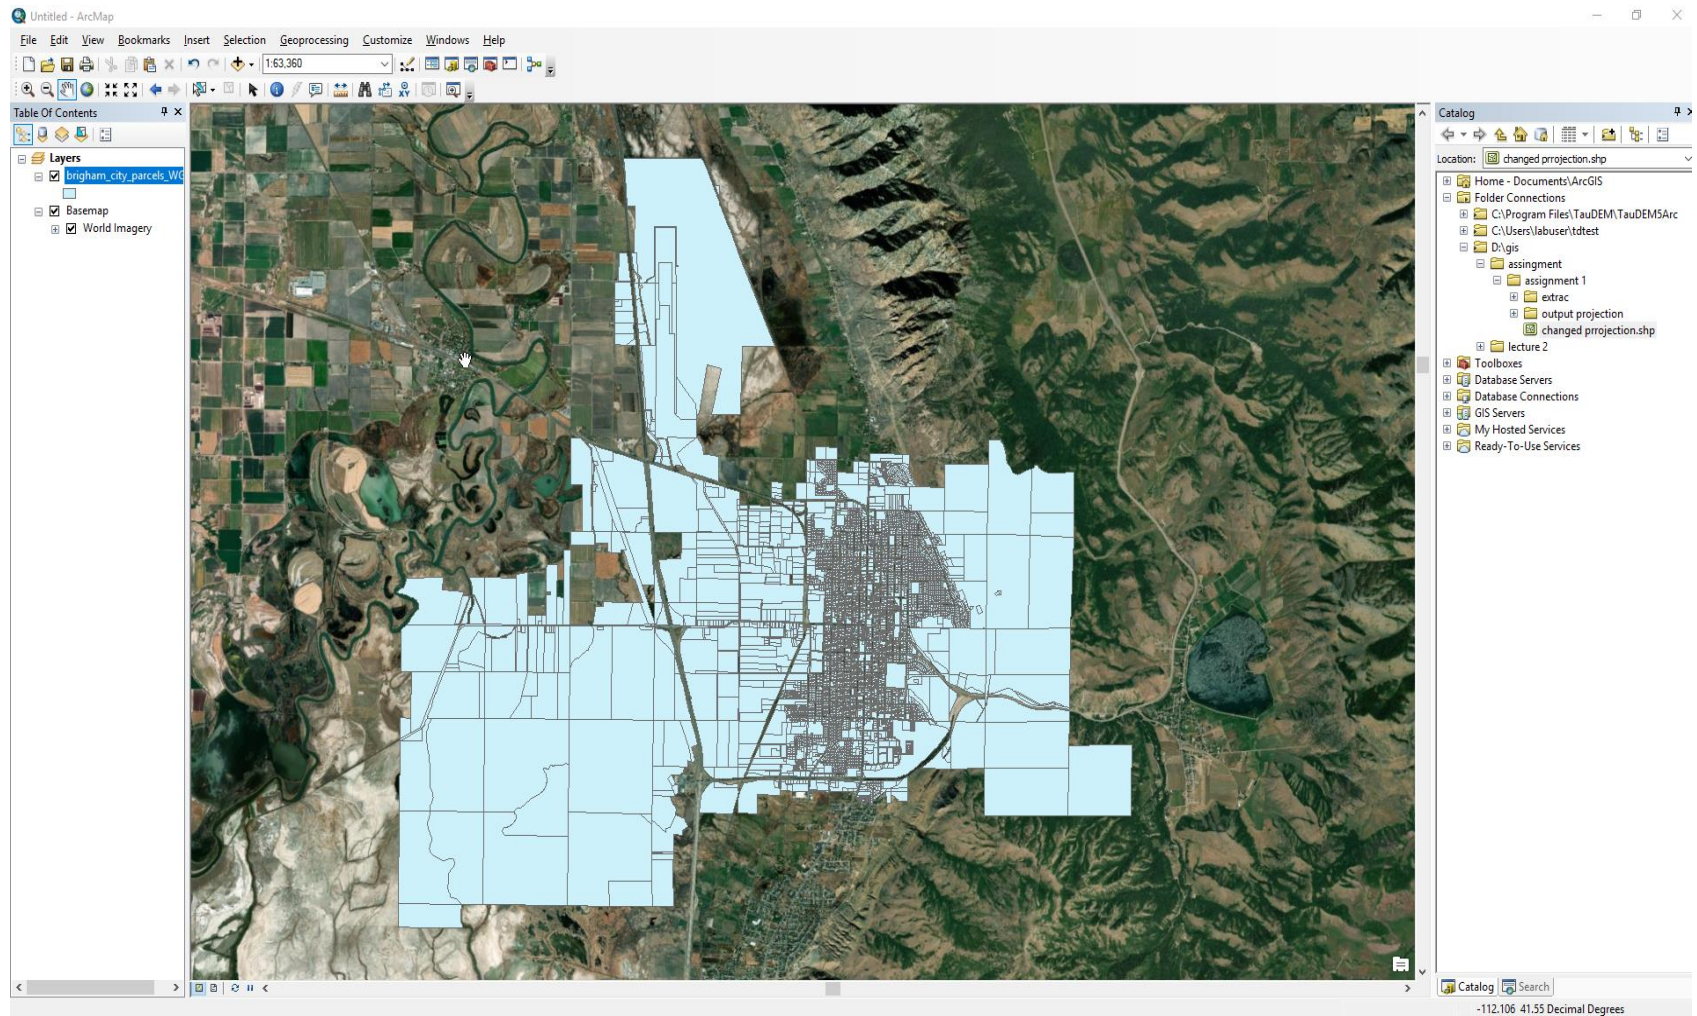 Untitled - ArcMap
File Edit View Bookmarks Insert Selection Geoprocessing Customize Windows Help
1:63,360
Table Of Contents
Layers
brigham_city_parcels_WG
Basemap
World Imagery
Catalog
Location: changed prrojection.shp
Home - Documents\ArcGIS
Folder Connections
C:\Program Files\TauDEM\TauDEM5Arc
C:\Users\labuser\tdtest
D:\gis
assingment
assignment 1
extrac
output projection
changed prrojection.shp
lecture 2
Toolboxes
Database Servers
Database Connections
GIS Servers
My Hosted Services
Ready-To-Use Services
Catalog Search
-112.106 41.55 Decimal Degrees